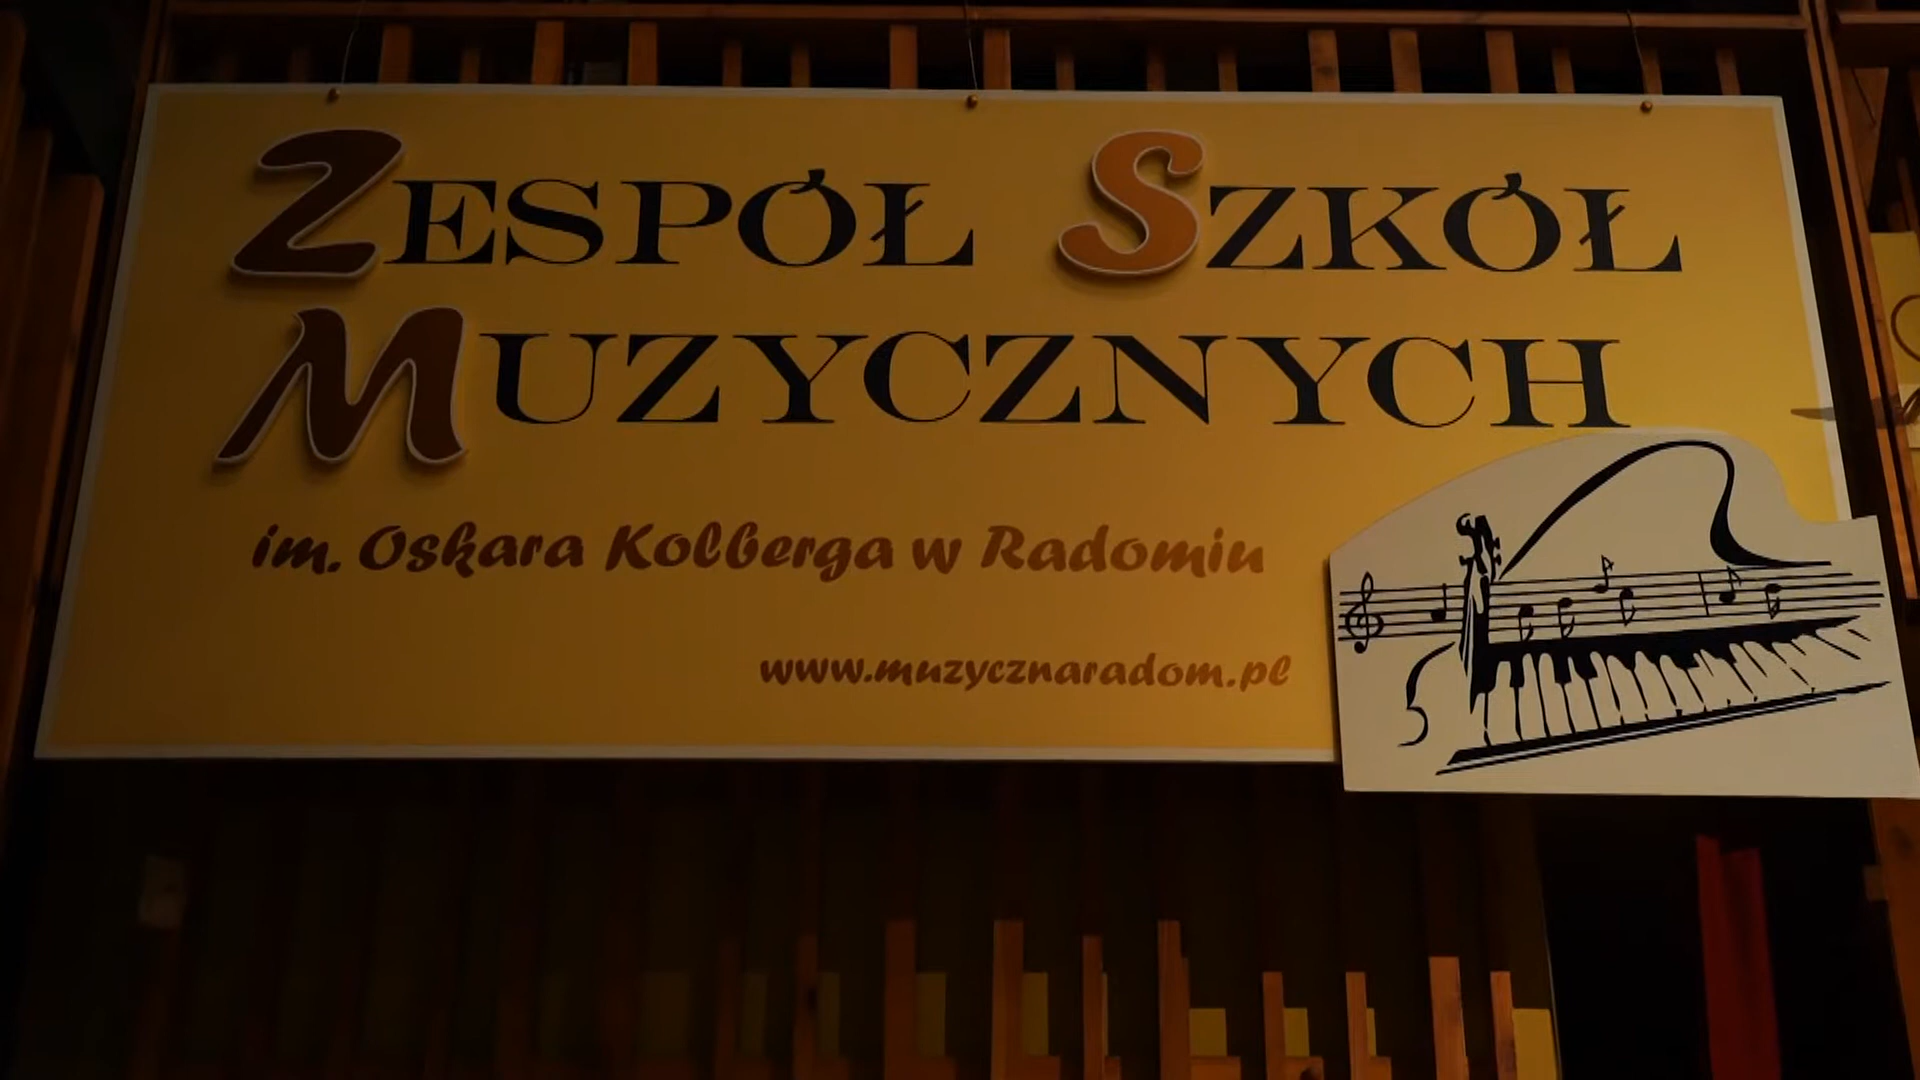 ZESPÓŁ SZKÓŁ
MUZYCZNYCH
im. Oskara Kolberga w Radomiu
www.muzycznaradom.pl